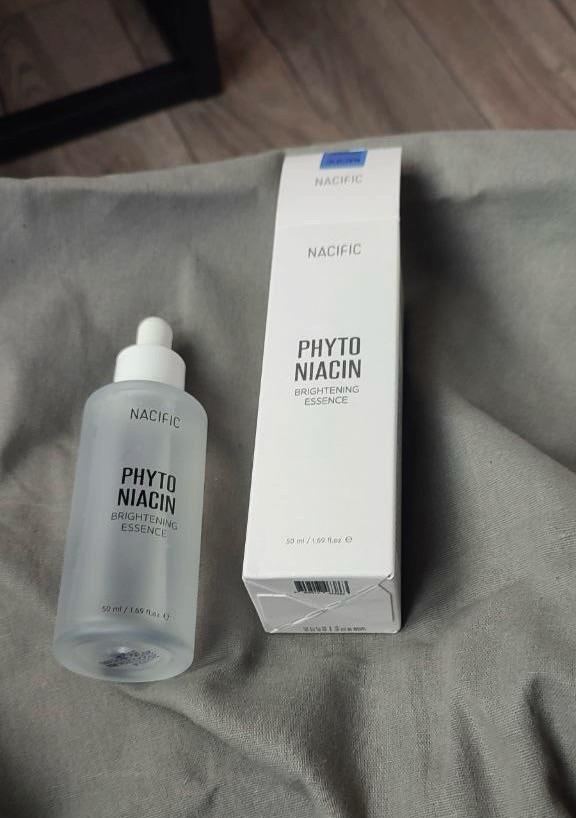 NACIFIC
NACIFIC
PHYTO
NIACIN
BRIGHTENING
ESSENCE
50 ml / 1.69 fl.oz ℮
NACIFIC
PHYTO
NIACIN
BRIGHTENING
ESSENCE
50 ml / 1.69 fl.oz ℮